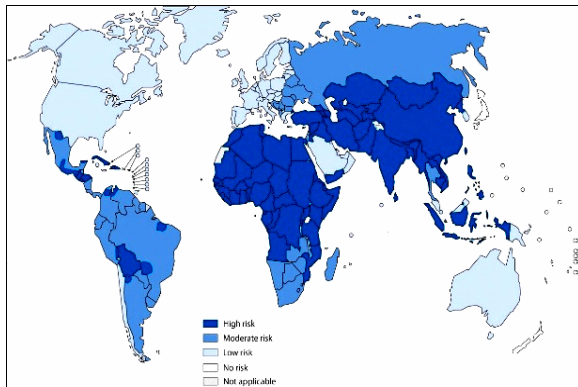 High risk
Moderate risk
Low risk
No risk
Not applicable